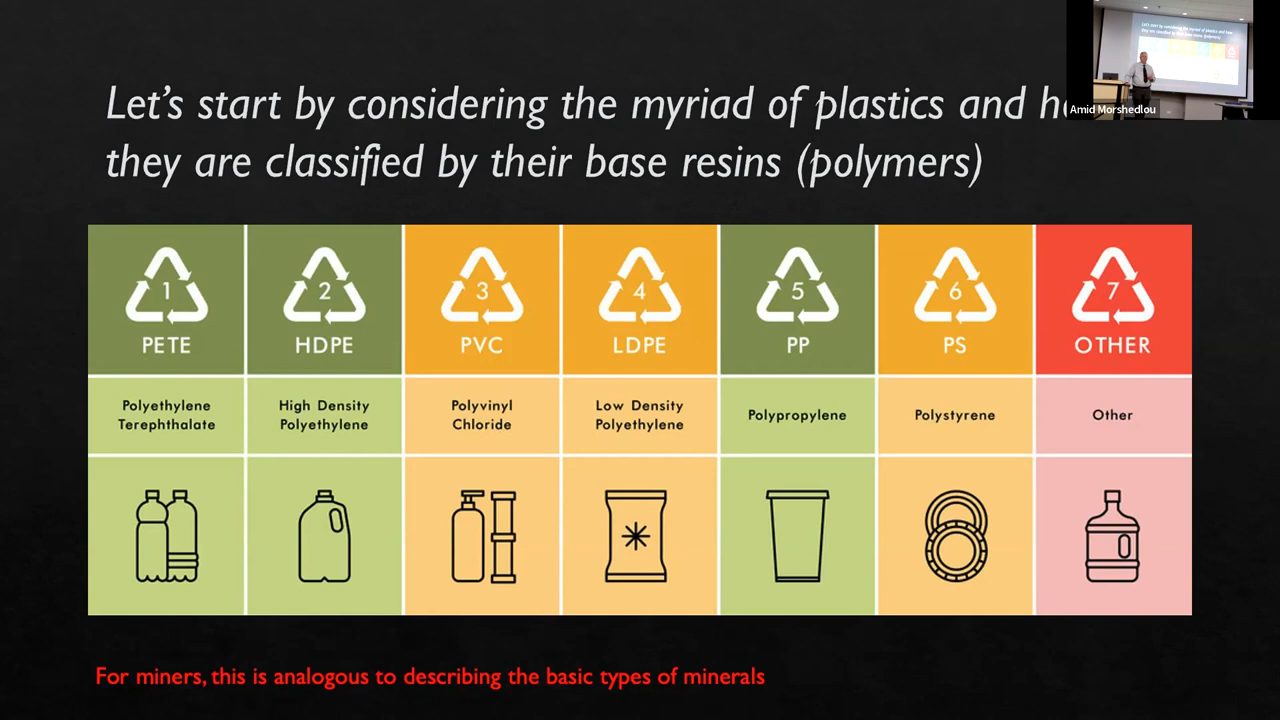 Let's start by considering the myriad of plastics and
they are classified by their base resins (polymers)
Amid Morshedlou
1
2
3
4
5
6
7
PETE
HDPE
PVC
LDPE
PP
PS
OTHER
Polyethylene
Terephthalate
High Density
Polyethylene
Polyvinyl
Chloride
Low Density
Polyethylene
Polypropylene
Polystyrene
Other
For miners, this is analogous to describing the basic types of minerals